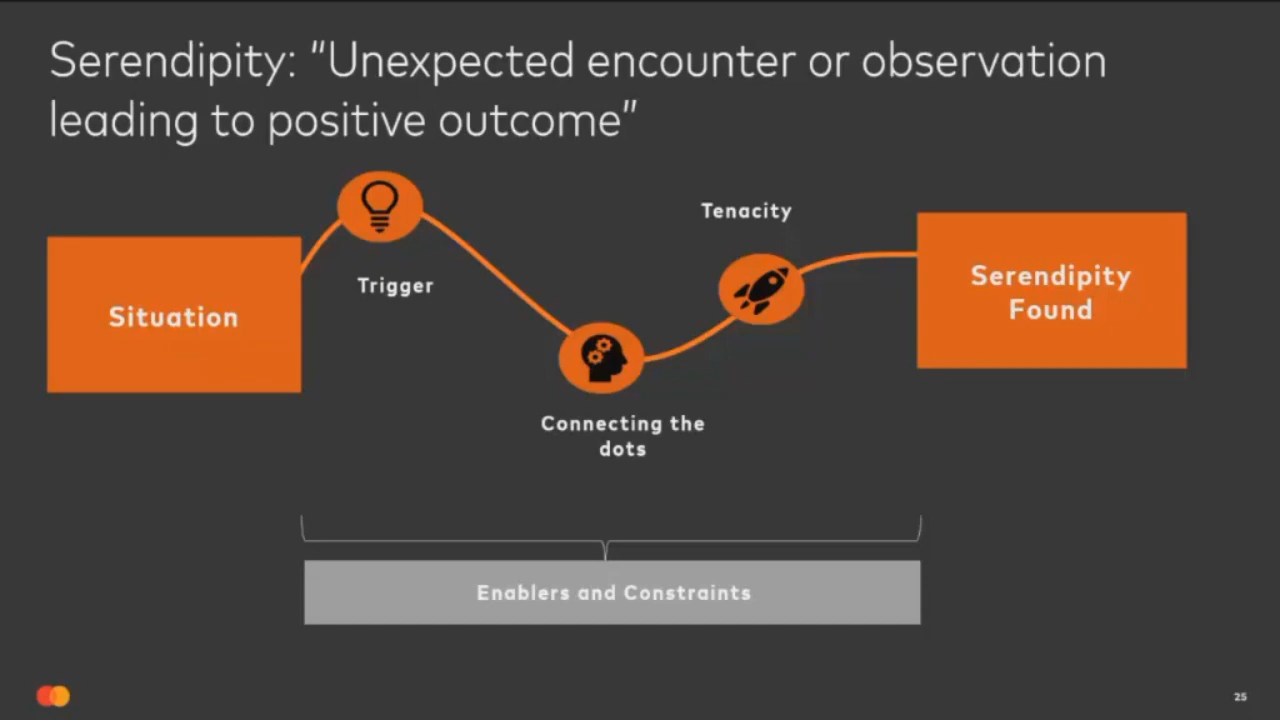 Serendipity: “Unexpected encounter or observation
leading to positive outcome”
Tenacity
Trigger
Situation
Serendipity
Found
Connecting the
dots
Enablers and Constraints
25